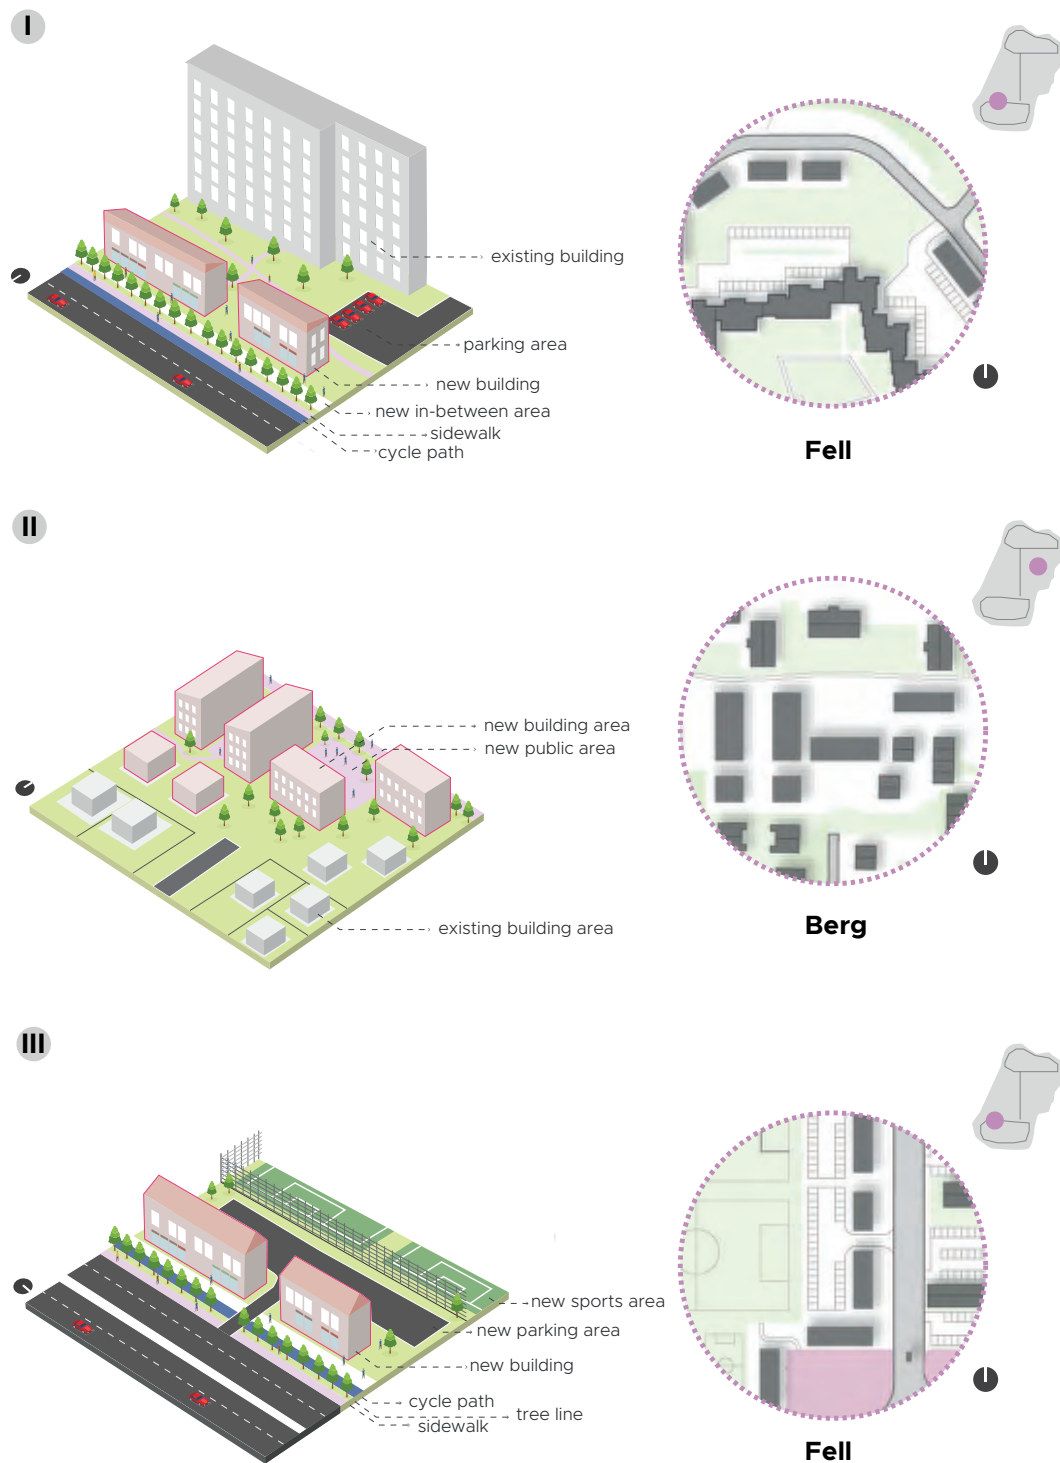 I
existing building
parking area
new building
new in-between area
sidewalk
cycle path
Fell
II
new building area
new public area
existing building area
Berg
III
new sports area
new parking area
new building
cycle path
tree line
sidewalk
Fell